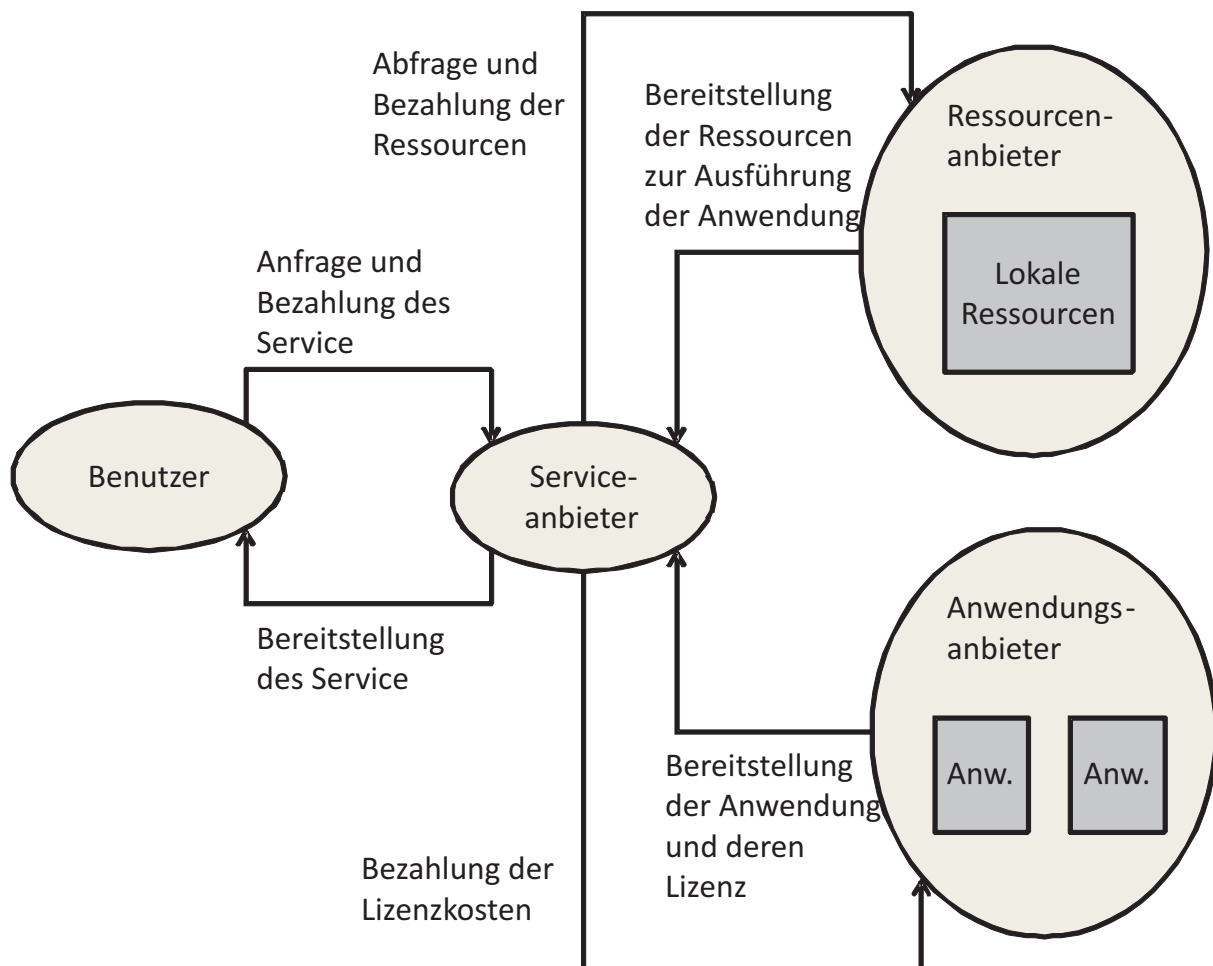 Abfrage und
Bezahlung der
Ressourcen
Bereitstellung
der Ressourcen
zur Ausführung
der Anwendung
Ressourcen-
anbieter
Lokale
Ressourcen
Anfrage und
Bezahlung des
Service
Benutzer
Service-
anbieter
Bereitstellung
des Service
Anwendungs-
anbieter
Anw.
Anw.
Bereitstellung
der Anwendung
und deren
Lizenz
Bezahlung der
Lizenzkosten